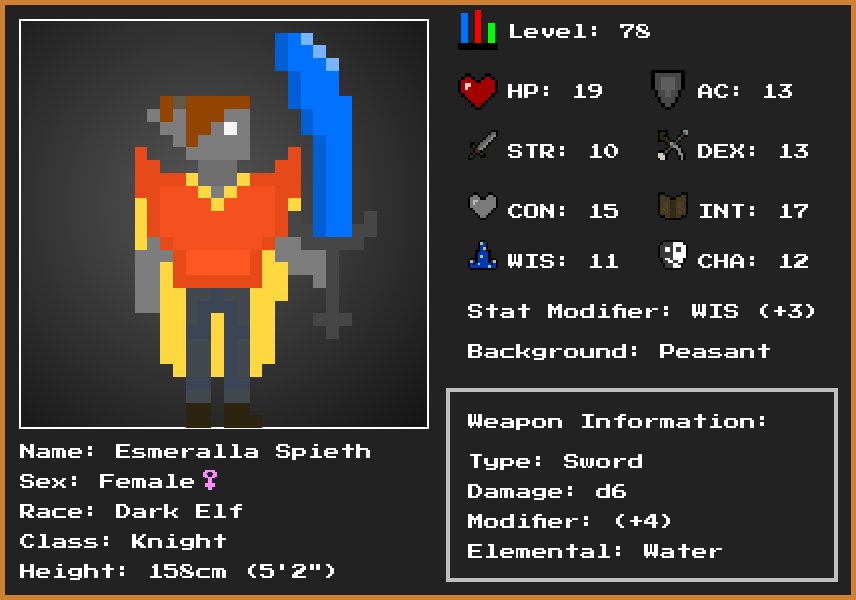 Level: 78
HP: 19 AC: 13
STR: 10 DEX: 13
CON: 15 INT: 17
WIS: 11 CHA: 12
Stat Modifier: WIS (+3)
Background: Peasant
Weapon Information:
Type: Sword
Damage: d6
Modifier: (+4)
Elemental: Water
Name: Esmeralla Spieth
Sex: Female♀
Race: Dark Elf
Class: Knight
Height: 158cm (5'2")